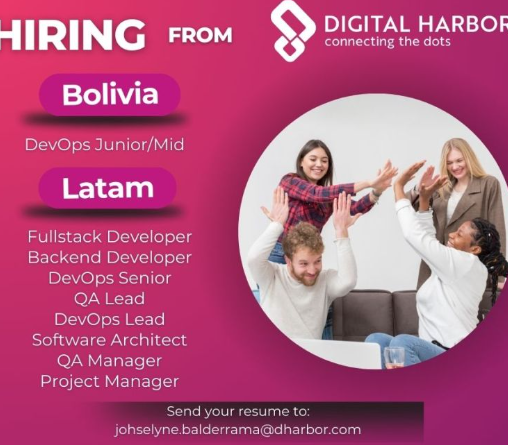 HIRING FROM
DIGITAL HARBOR
connecting the dots
Bolivia
DevOps Junior/Mid
Latam
Fullstack Developer
Backend Developer
DevOps Senior
QA Lead
DevOps Lead
Software Architect
QA Manager
Project Manager
Send your resume to:
johselyne.balderrama@dharbor.com